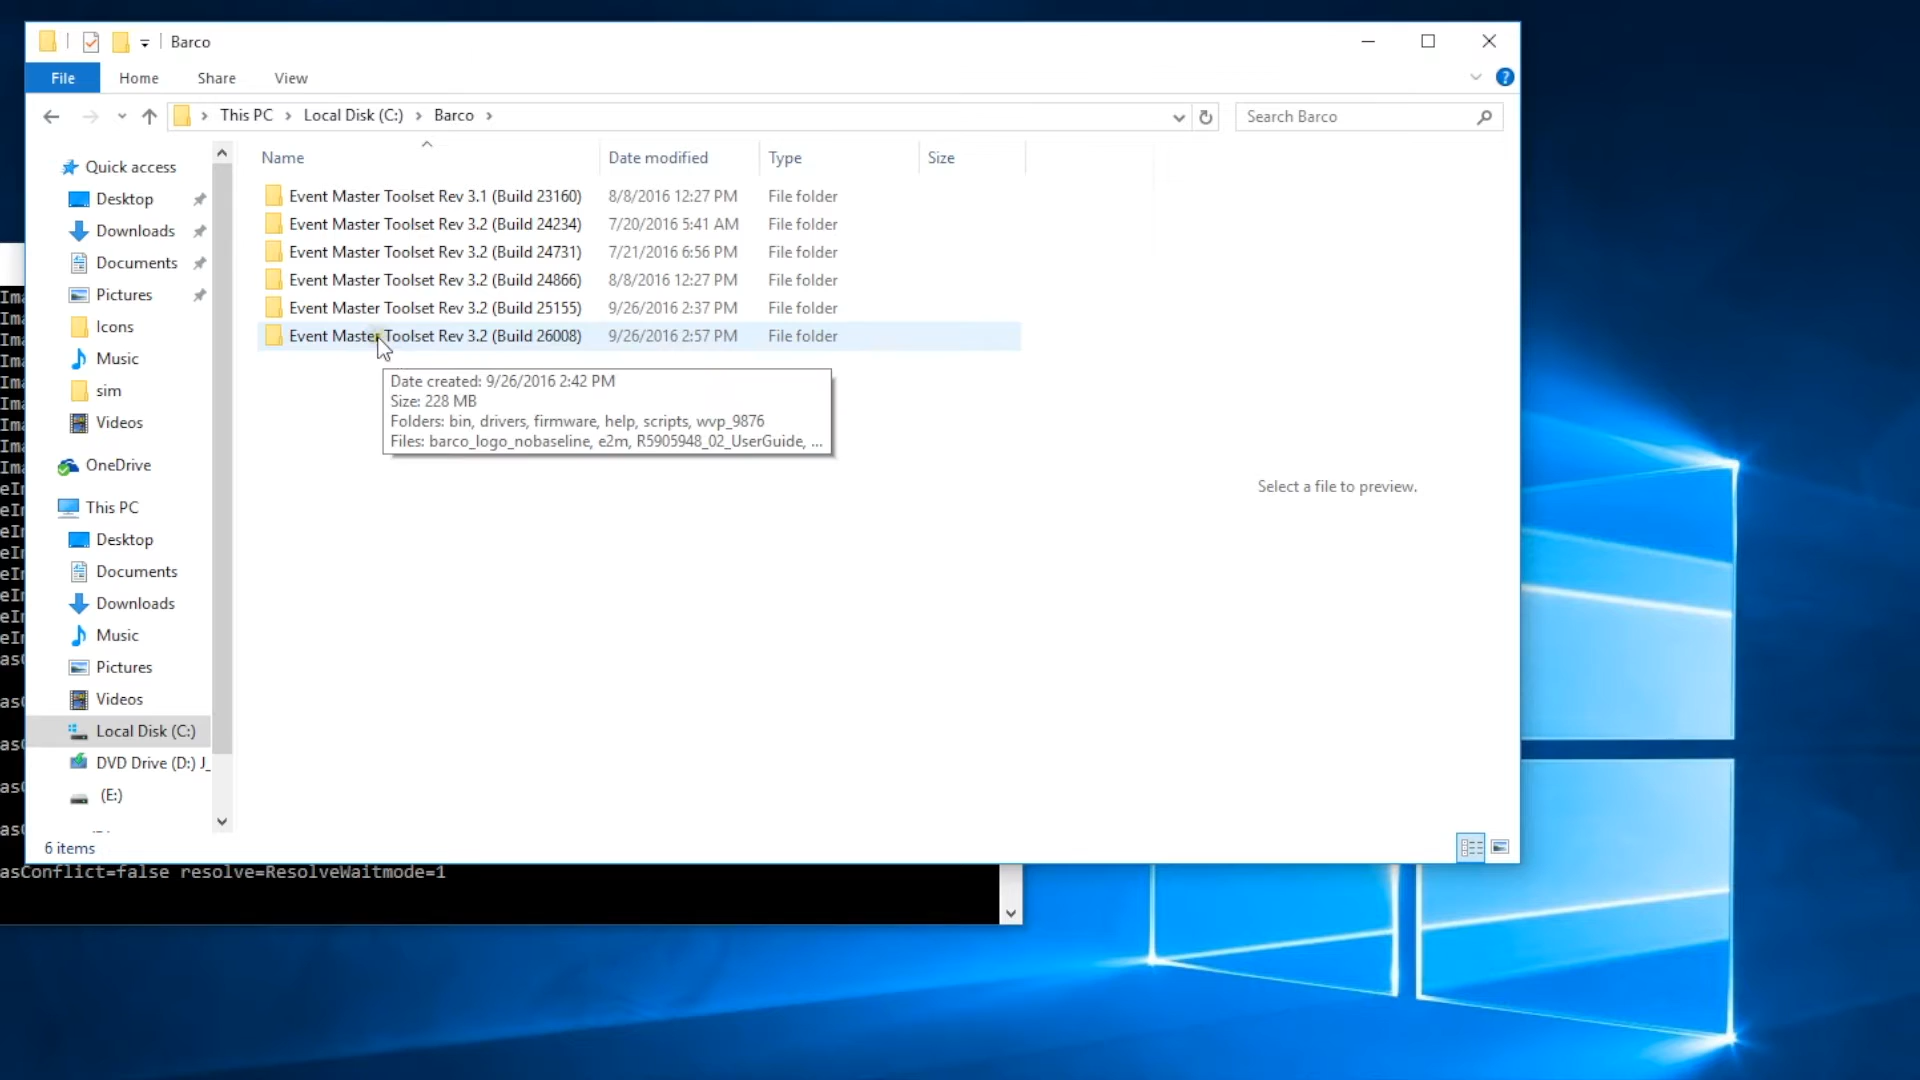 Barco
File
Home
Share
View
This PC
Local Disk (C:)
Barco
Search Barco
Name
Date modified
Type
Size
Event Master Toolset Rev 3.1 (Build 23160) 8/8/2016 12:27 PM File folder
Event Master Toolset Rev 3.2 (Build 24234) 7/20/2016 5:41 AM File folder
Event Master Toolset Rev 3.2 (Build 24731) 7/21/2016 6:56 PM File folder
Event Master Toolset Rev 3.2 (Build 24866) 8/8/2016 12:27 PM File folder
Event Master Toolset Rev 3.2 (Build 25155) 9/26/2016 2:37 PM File folder
Event Master Toolset Rev 3.2 (Build 26008) 9/26/2016 2:57 PM File folder
Date created: 9/26/2016 2:42 PM
Size: 228 MB
Folders: bin, drivers, firmware, help, scripts, wvp_9876
Files: barco_logo_nobaseline, e2m, R5905948_02_UserGuide, ...
Select a file to preview.
Quick access
Desktop
Downloads
Documents
Pictures
Icons
Music
sim
Videos
OneDrive
This PC
Desktop
Documents
Downloads
Music
Pictures
Videos
Local Disk (C:)
DVD Drive (D:) J_
(E:)
6 items
asConflict=false resolve=ResolveWaitmode=1